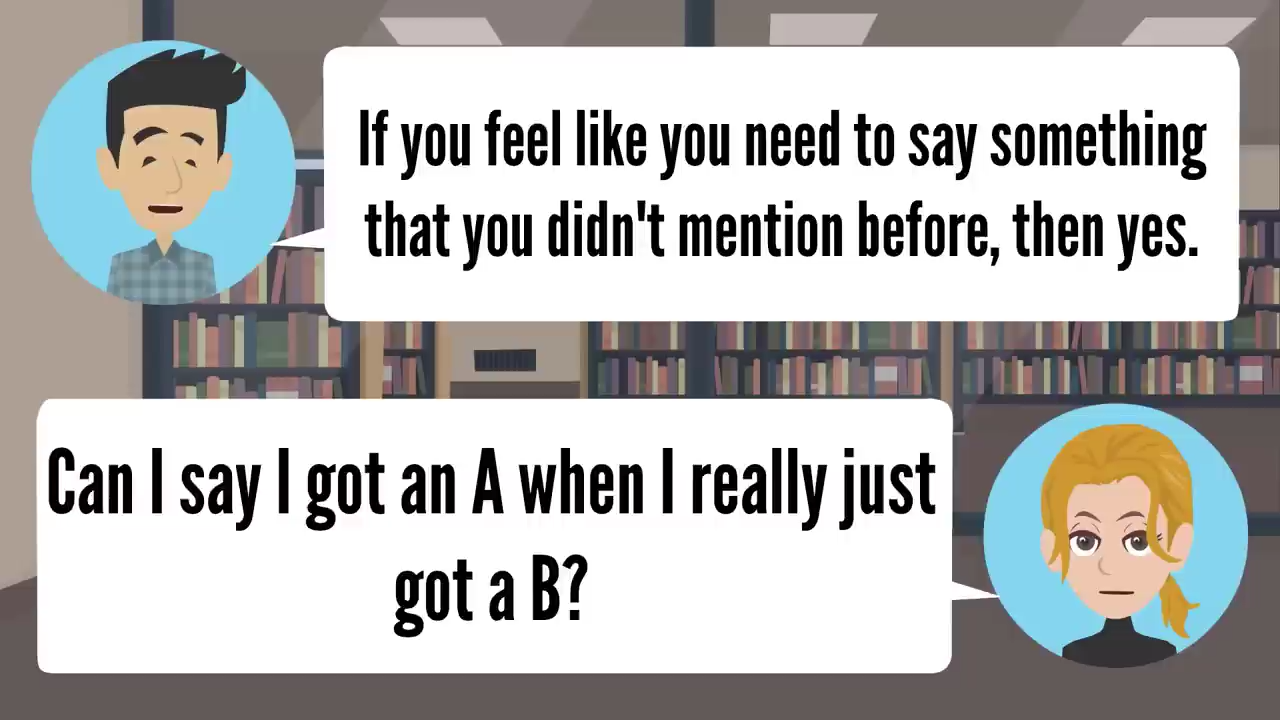 If you feel like you need to say something
that you didn't mention before, then yes.
Can I say I got an A when I really just
got a B?